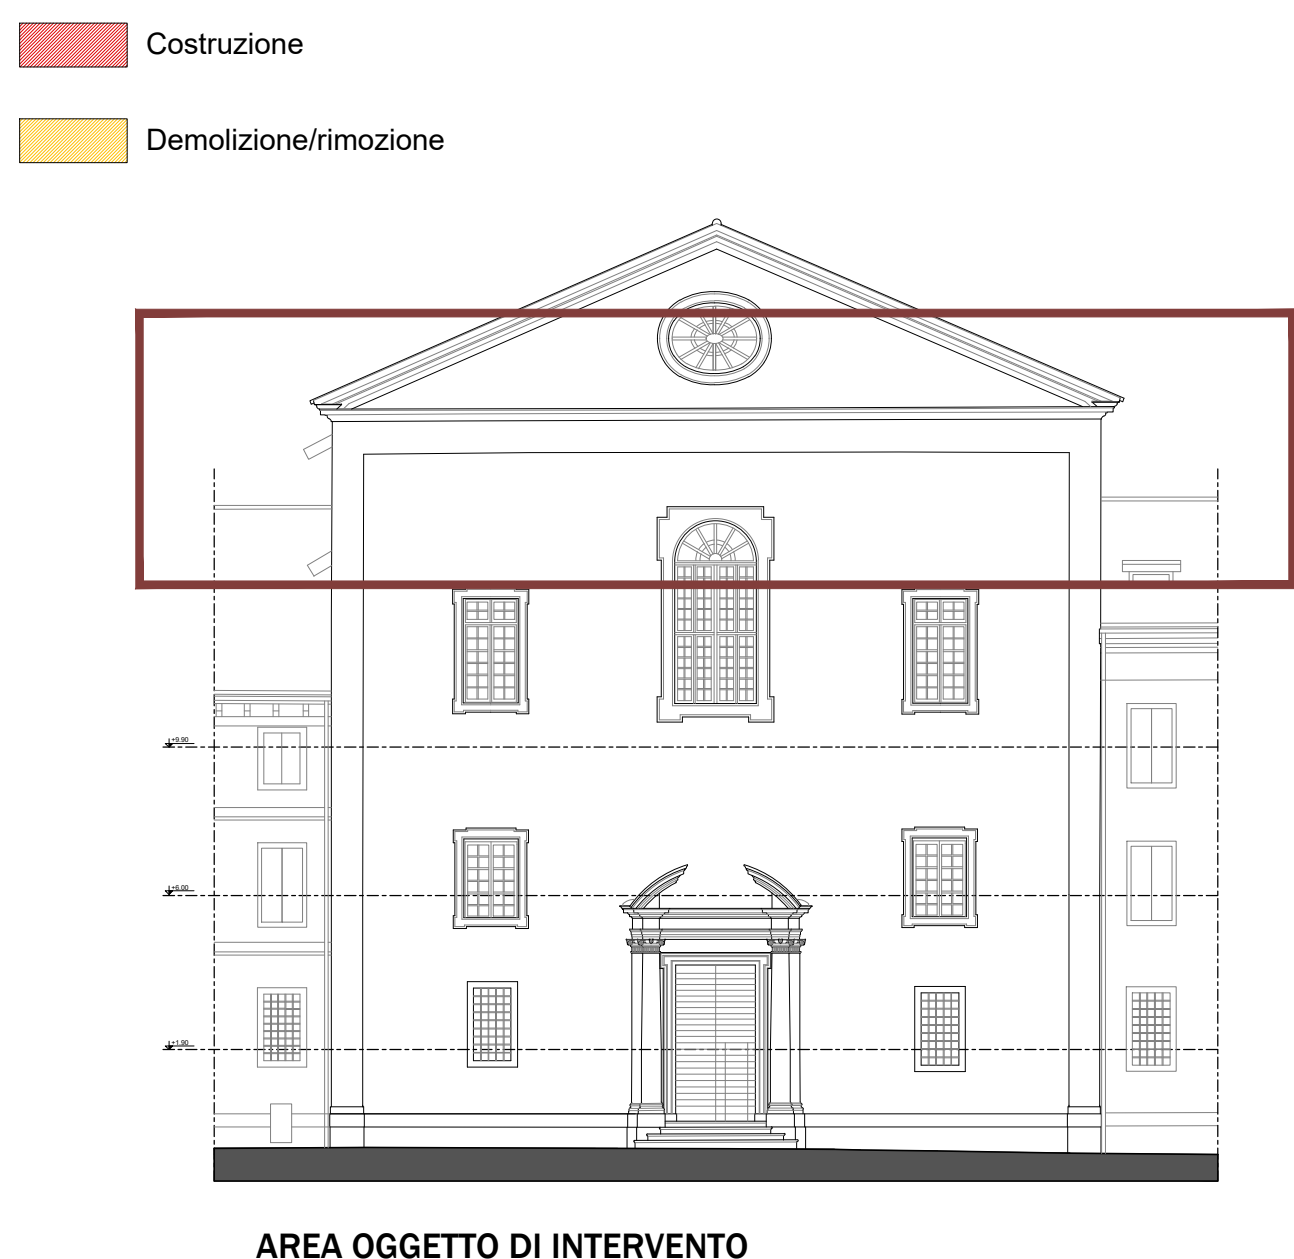 Costruzione
Demolizione/rimozione
+9.90
+6.00
+1.90
AREA OGGETTO DI INTERVENTO